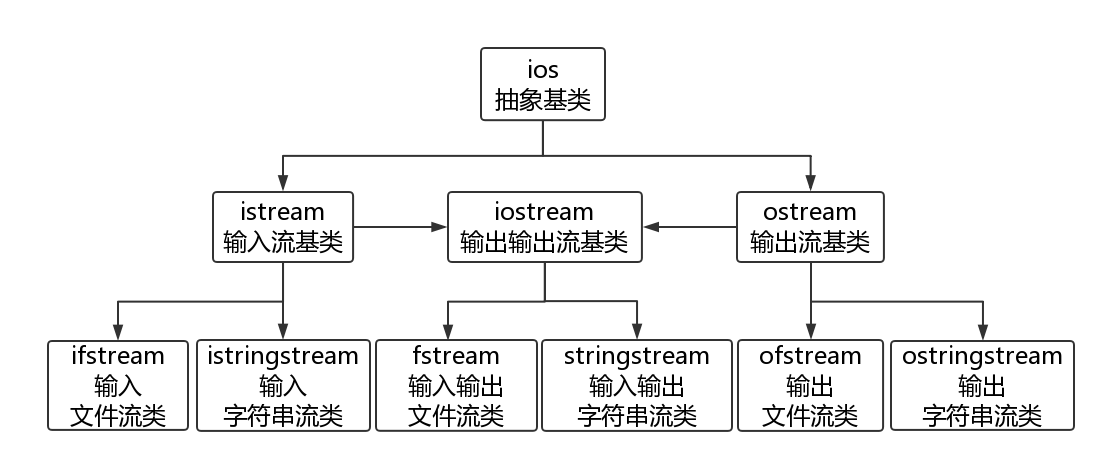 ios
抽象基类
istream
输入流基类
iostream
输出输出流基类
ostream
输出流基类
ifstream
输入
文件流类
istringstream
输入
字符串流类
fstream
输入输出
文件流类
stringstream
输入输出
字符串流类
ofstream
输出
文件流类
ostringstream
输出
字符串流类